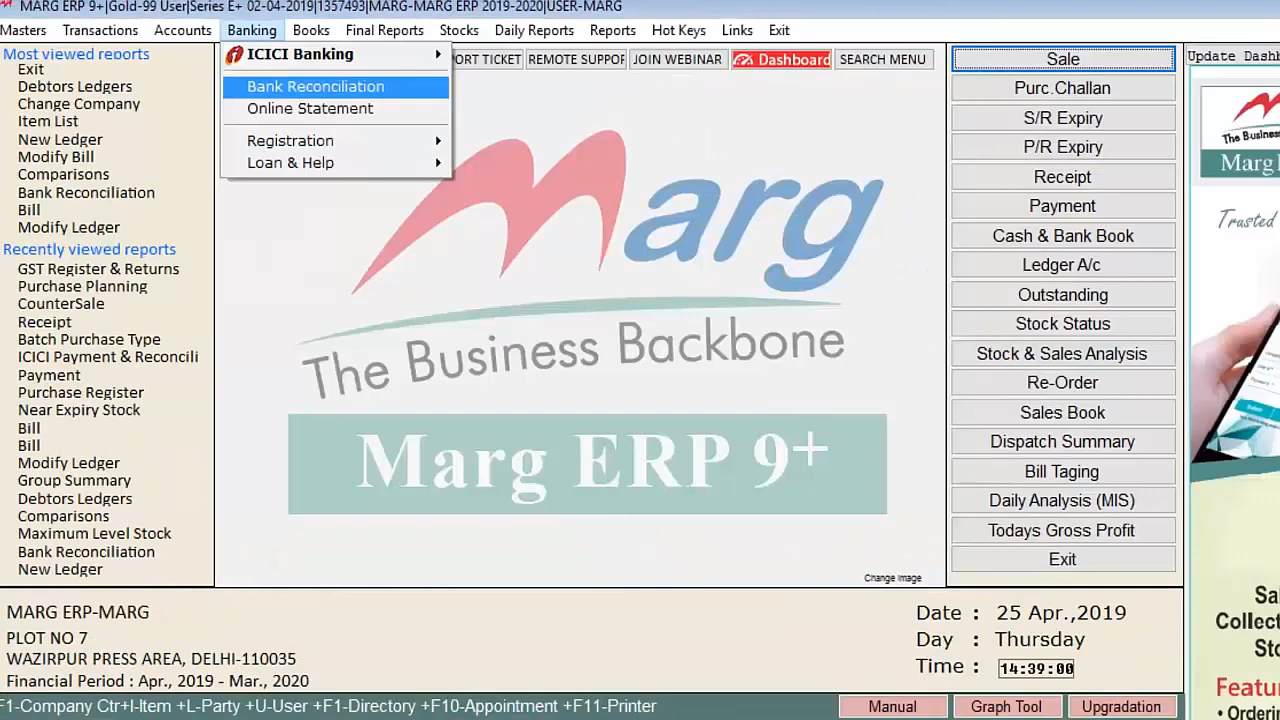 MARG ERP 9+|Gold-99 User|Series E+ 02-04-2019|1357493|MARG-MARG ERP 2019-2020|USER-MARG
Masters Transactions Accounts Banking Books Final Reports Stocks Daily Reports Reports Hot Keys Links Exit
Most viewed reports
Exit
Debtors Ledgers
Change Company
Item List
New Ledger
Modify Bill
Comparisons
Bank Reconciliation
Bill
Modify Ledger
Recently viewed reports
GST Register & Returns
Purchase Planning
CounterSale
Receipt
Batch Purchase Type
ICICI Payment & Reconcili
Payment
Purchase Register
Near Expiry Stock
Bill
Bill
Modify Ledger
Group Summary
Debtors Ledgers
Comparisons
Maximum Level Stock
Bank Reconciliation
New Ledger
ICICI Banking
Bank Reconciliation
Online Statement
Registration
Loan & Help
ORT TICKET REMOTE SUPPOR JOIN WEBINAR Dashboard SEARCH MENU
marg
The Business Backbone
Marg ERP 9+
Change Image
Sale
Purc.Challan
S/R Expiry
P/R Expiry
Receipt
Payment
Cash & Bank Book
Ledger A/c
Outstanding
Stock Status
Stock & Sales Analysis
Re-Order
Sales Book
Dispatch Summary
Bill Taging
Daily Analysis (MIS)
Todays Gross Profit
Exit
Update Dashb
The Business
Marg
Trusted
Sal
Collect
Sto
Featu
• Ordering
MARG ERP-MARG
PLOT NO 7
WAZIRPUR PRESS AREA, DELHI-110035
Financial Period : Apr., 2019 - Mar., 2020
Date : 25 Apr.,2019
Day : Thursday
Time : 14:39:00
F1-Company Ctr+I-Item +L-Party +U-User +F1-Directory +F10-Appointment +F11-Printer
Manual Graph Tool Upgradation